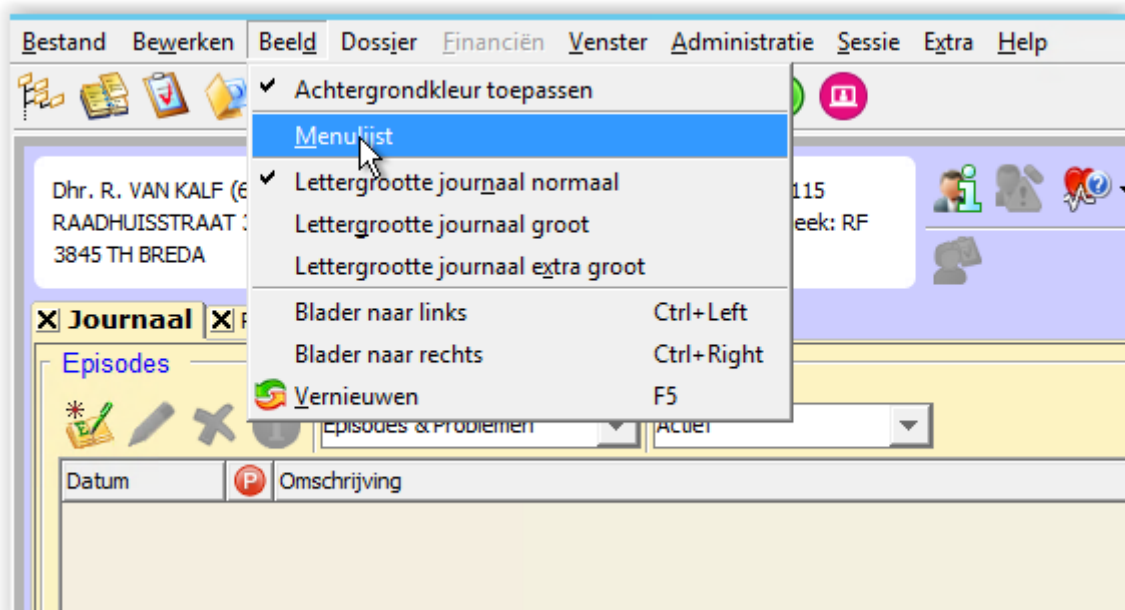 Bestand Bewerken Beeld Dossier Financiën Venster Administratie Sessie Extra Help
Achtergrondkleur toepassen
Menulijst
Lettergrootte journaal normaal
Lettergrootte journaal groot
Lettergrootte journaal extra groot
Blader naar links Ctrl+Left
Blader naar rechts Ctrl+Right
Vernieuwen F5
Dhr. R. VAN KALF (6 115
RAADHUISSTRAAT eek: RF
3845 TH BREDA
Journaal
Episodes
Episodes & Problemen Actief
Datum P Omschrijving